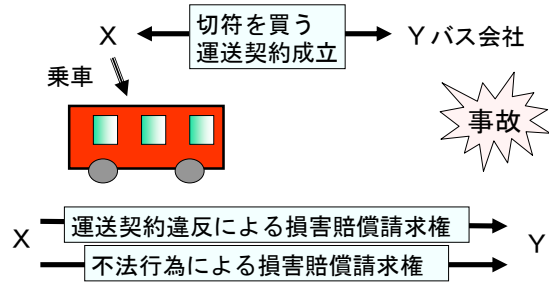 切符を買う
X
運送契約成立
Yバス会社
乗車
事故
運送契約違反による損害賠償請求権
X
Y
不法行為による損害賠償請求権